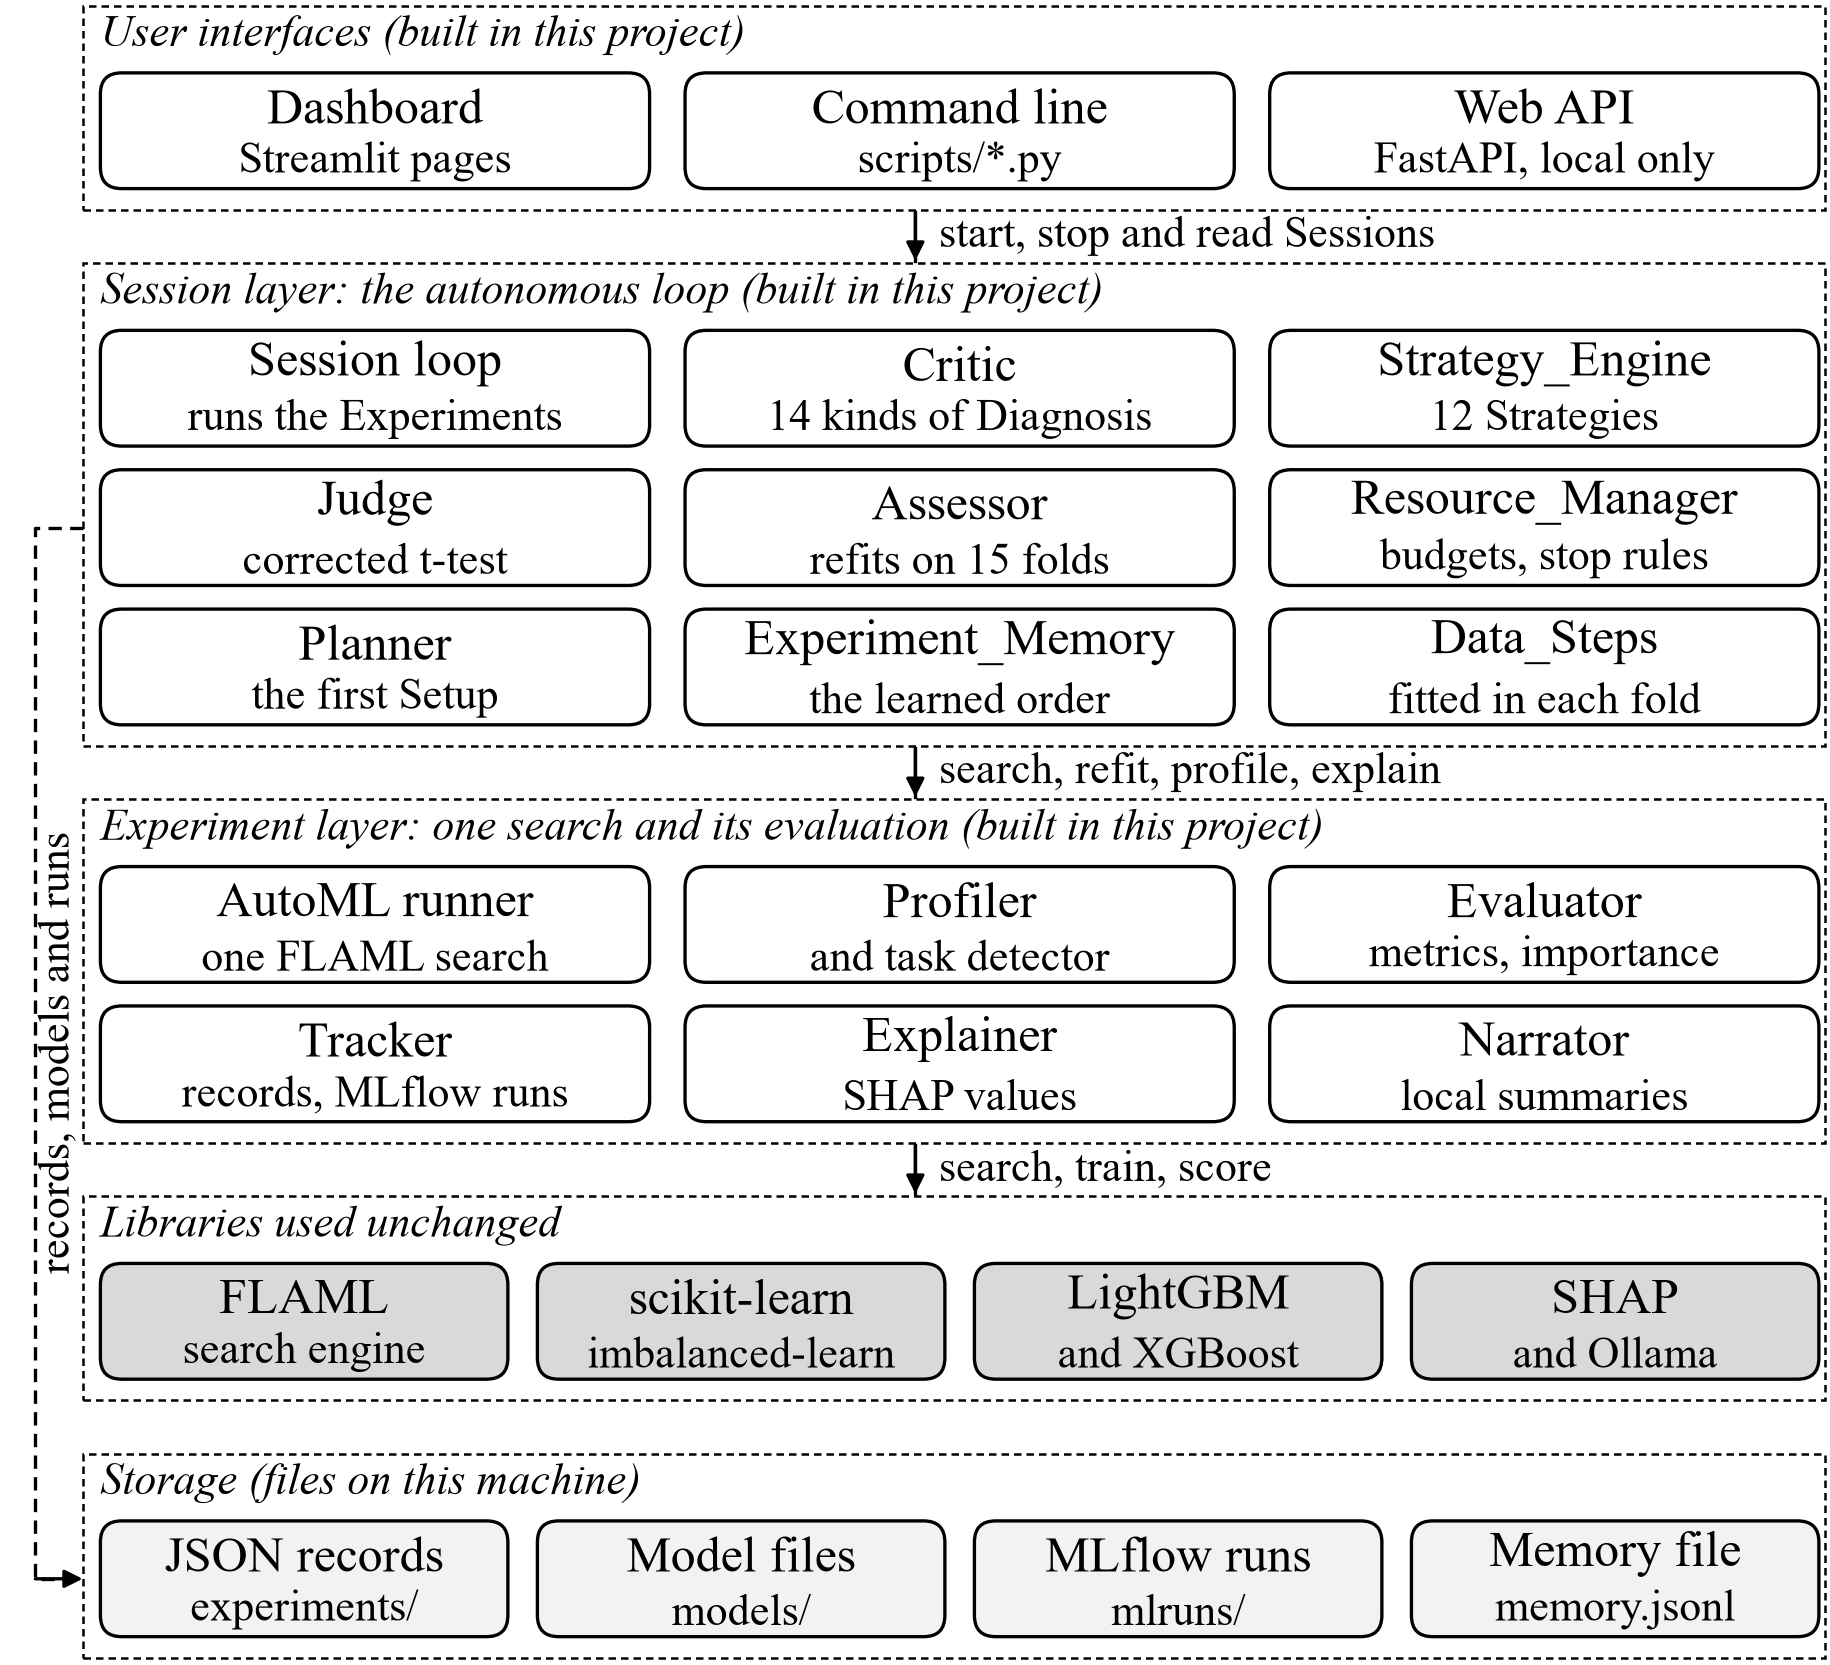 User interfaces (built in this project)
Dashboard
Streamlit pages
Command line
scripts/*.py
Web API
FastAPI, local only
start, stop and read Sessions
Session layer: the autonomous loop (built in this project)
Session loop
runs the Experiments
Critic
14 kinds of Diagnosis
Strategy_Engine
12 Strategies
Judge
corrected t-test
Assessor
refits on 15 folds
Resource_Manager
budgets, stop rules
Planner
the first Setup
Experiment_Memory
the learned order
Data_Steps
fitted in each fold
search, refit, profile, explain
Experiment layer: one search and its evaluation (built in this project)
AutoML runner
one FLAML search
Profiler
and task detector
Evaluator
metrics, importance
Tracker
records, MLflow runs
Explainer
SHAP values
Narrator
local summaries
records, models and runs
search, train, score
Libraries used unchanged
FLAML
search engine
scikit-learn
imbalanced-learn
LightGBM
and XGBoost
SHAP
and Ollama
Storage (files on this machine)
JSON records
experiments/
Model files
models/
MLflow runs
mlruns/
Memory file
memory.jsonl